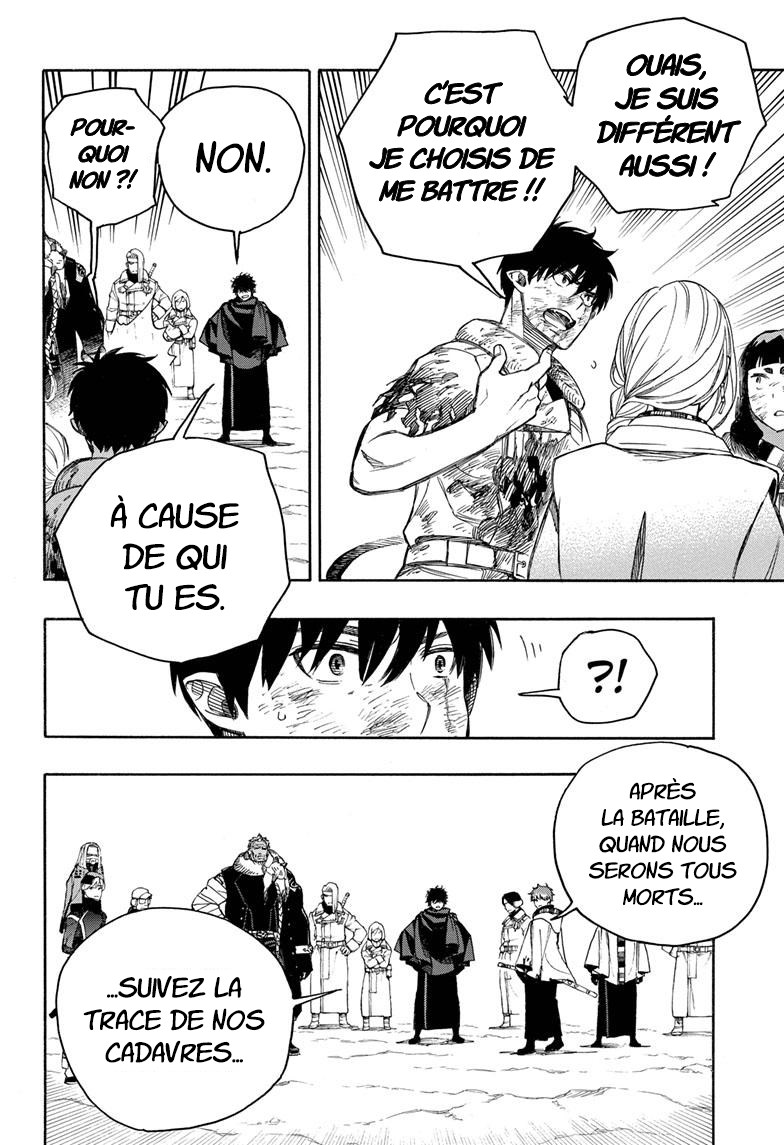 OUAIS,
JE SUIS
DIFFÉRENT
AUSSI !
C'EST
POURQUOI
JE CHOISIS DE
ME BATTRE !!
NON.
POUR-
QUOI
NON ?!
À CAUSE
DE QUI
TU ES.
?!
APRÈS
LA BATAILLE,
QUAND NOUS
SERONS TOUS
MORTS...
...SUIVEZ LA
TRACE DE NOS
CADAVRES...